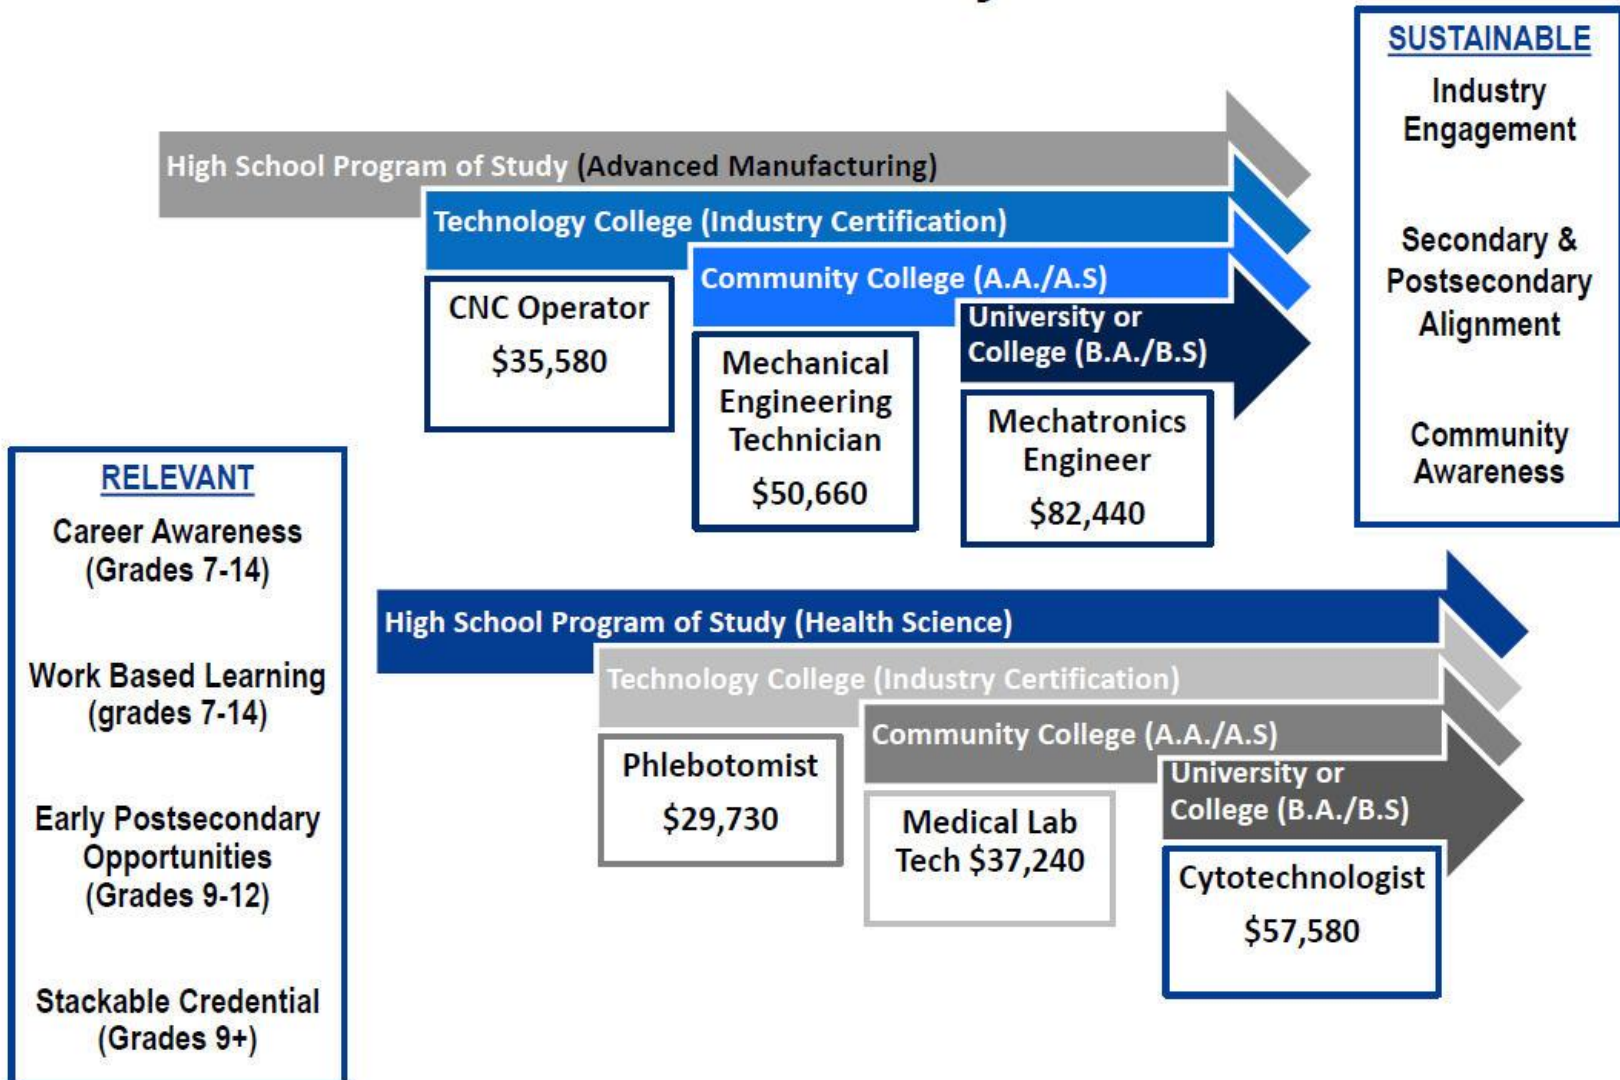 SUSTAINABLE
Industry
Engagement
Secondary &
Postsecondary
Alignment
Community
Awareness
High School Program of Study (Advanced Manufacturing)
Technology College (Industry Certification)
Community College (A.A./A.S)
University or
College (B.A./B.S)
CNC Operator
$35,580
Mechanical
Engineering
Technician
$50,660
Mechatronics
Engineer
$82,440
RELEVANT
Career Awareness
(Grades 7-14)
Work Based Learning
(grades 7-14)
Early Postsecondary
Opportunities
(Grades 9-12)
Stackable Credential
(Grades 9+)
High School Program of Study (Health Science)
Technology College (Industry Certification)
Community College (A.A./A.S)
University or
College (B.A./B.S)
Phlebotomist
$29,730
Medical Lab
Tech $37,240
Cytotechnologist
$57,580